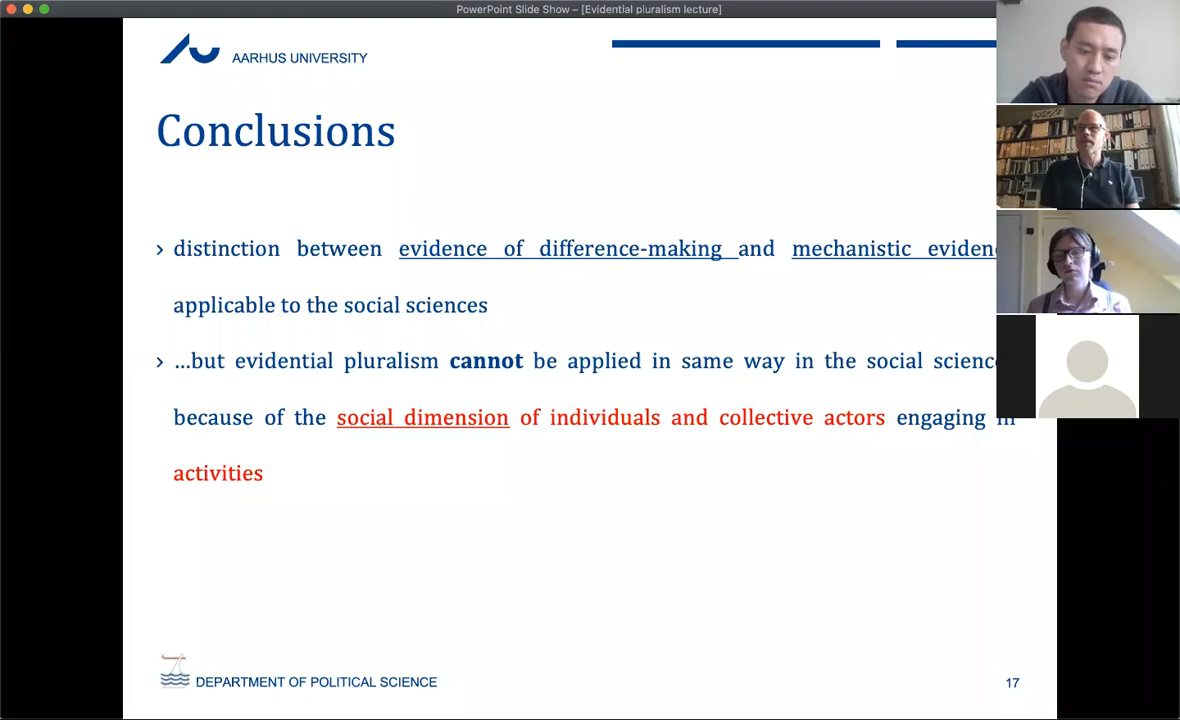 PowerPoint Slide Show – [Evidential pluralism lecture]
AARHUS UNIVERSITY
Conclusions
› distinction between evidence of difference-making and mechanistic evidenc
applicable to the social sciences
› …but evidential pluralism cannot be applied in same way in the social science
because of the social dimension of individuals and collective actors engaging in
activities
DEPARTMENT OF POLITICAL SCIENCE
17